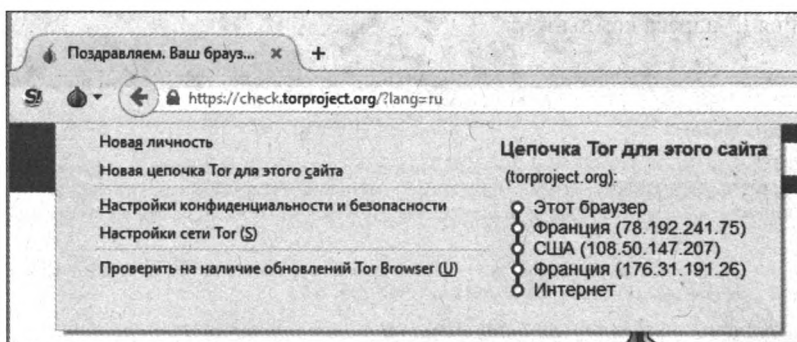 Поздравляем. Ваш брауз...
https://check.torproject.org/?lang=ru
Новая личность
Новая цепочка Tor для этого сайта
Настройки конфиденциальности и безопасности
Настройки сети Tor (S)
Проверить на наличие обновлений Tor Browser (U)
Цепочка Tor для этого сайта
(torproject.org):
Этот браузер
Франция (78.192.241.75)
США (108.50.147.207)
Франция (176.31.191.26)
Интернет